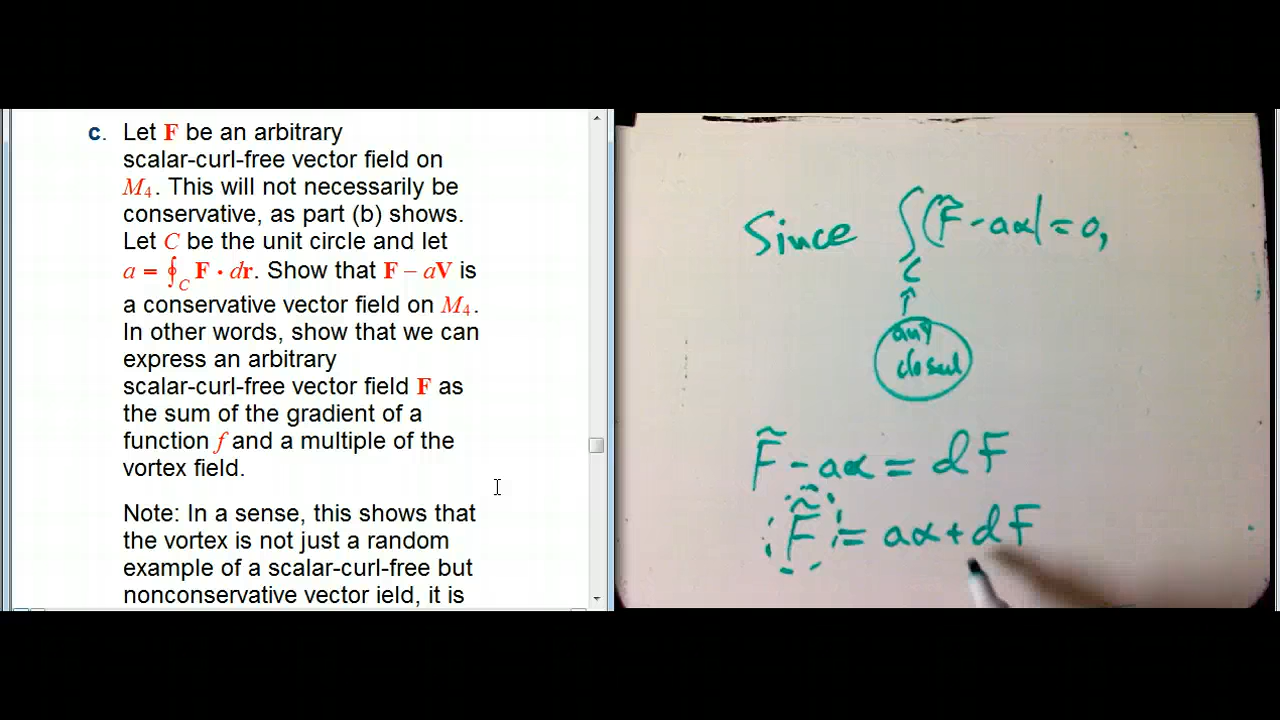 c. Let F be an arbitrary
scalar-curl-free vector field on
M₄. This will not necessarily be
conservative, as part (b) shows.
Let C be the unit circle and let
a = ∮_C F • dr. Show that F – aV is
a conservative vector field on M₄.
In other words, show that we can
express an arbitrary
scalar-curl-free vector field F as
the sum of the gradient of a
function f and a multiple of the
vortex field.
Note: In a sense, this shows that
the vortex is not just a random
example of a scalar-curl-free but
nonconservative vector ield, it is
Since ∫_C (F̃ - aα) = 0,
↑
any
closed
F̃ - aα = dF
F̃ = aα + dF